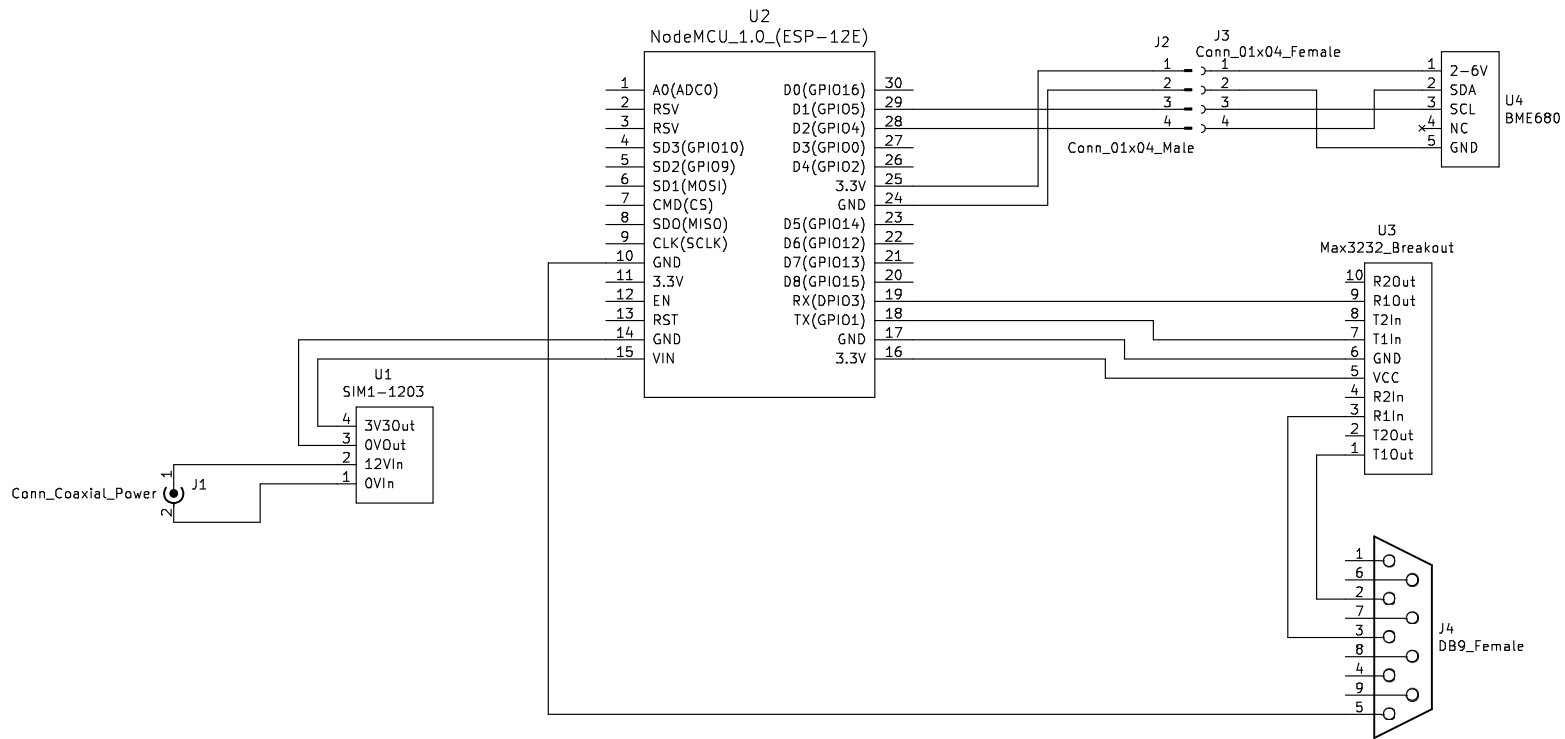 U2
NodeMCU_1.0_(ESP-12E)
1 A0(ADC0) D0(GPIO16) 30
2 RSV D1(GPIO5) 29
3 RSV D2(GPIO4) 28
4 SD3(GPIO10) D3(GPIO0) 27
5 SD2(GPIO9) D4(GPIO2) 26
6 SD1(MOSI) 3.3V 25
7 CMD(CS) GND 24
8 SD0(MISO) D5(GPIO14) 23
9 CLK(SCLK) D6(GPIO12) 22
10 GND D7(GPIO13) 21
11 3.3V D8(GPIO15) 20
12 EN RX(DPIO3) 19
13 RST TX(GPIO1) 18
14 GND GND 17
15 VIN 3.3V 16
J2
J3
Conn_01x04_Female
1 1
2 2
3 3
4 4
Conn_01x04_Male
1 2-6V
2 SDA
3 SCL
4 NC
5 GND
U4
BME680
U3
Max3232_Breakout
10 R2Out
9 R1Out
8 T2In
7 T1In
6 GND
5 VCC
4 R2In
3 R1In
2 T2Out
1 T1Out
U1
SIM1-1203
4 3V3Out
3 0VOut
2 12VIn
1 0VIn
1
Conn_Coaxial_Power
J1
2
1
6
2
7
3
8
4
9
5
J4
DB9_Female